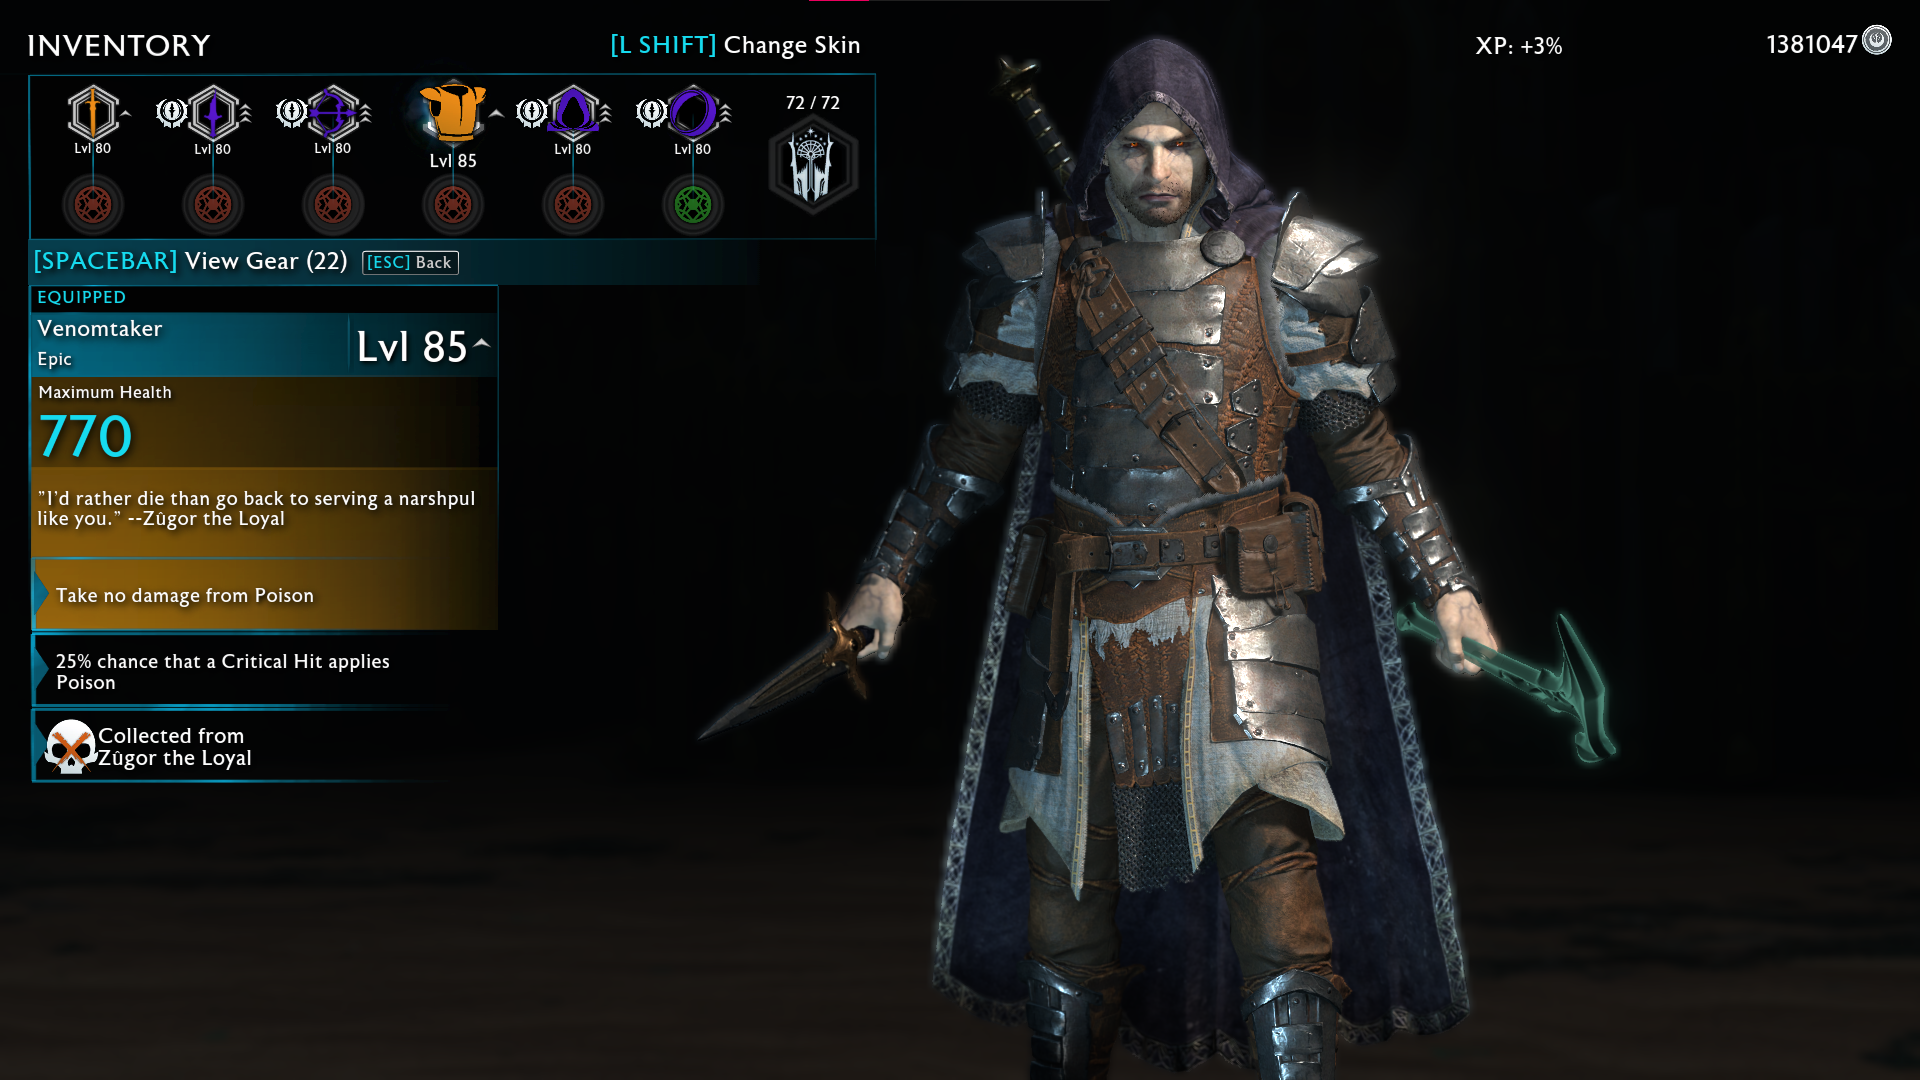 INVENTORY
[L SHIFT] Change Skin
XP: +3%
1381047
72 / 72
Lvl 80
Lvl 80
Lvl 80
Lvl 85
Lvl 80
Lvl 80
[SPACEBAR] View Gear (22) [ESC] Back
EQUIPPED
Venomtaker
Epic
Lvl 85
Maximum Health
770
"I'd rather die than go back to serving a narshpul
like you." --Zûgor the Loyal
Take no damage from Poison
25% chance that a Critical Hit applies
Poison
Collected from
Zûgor the Loyal